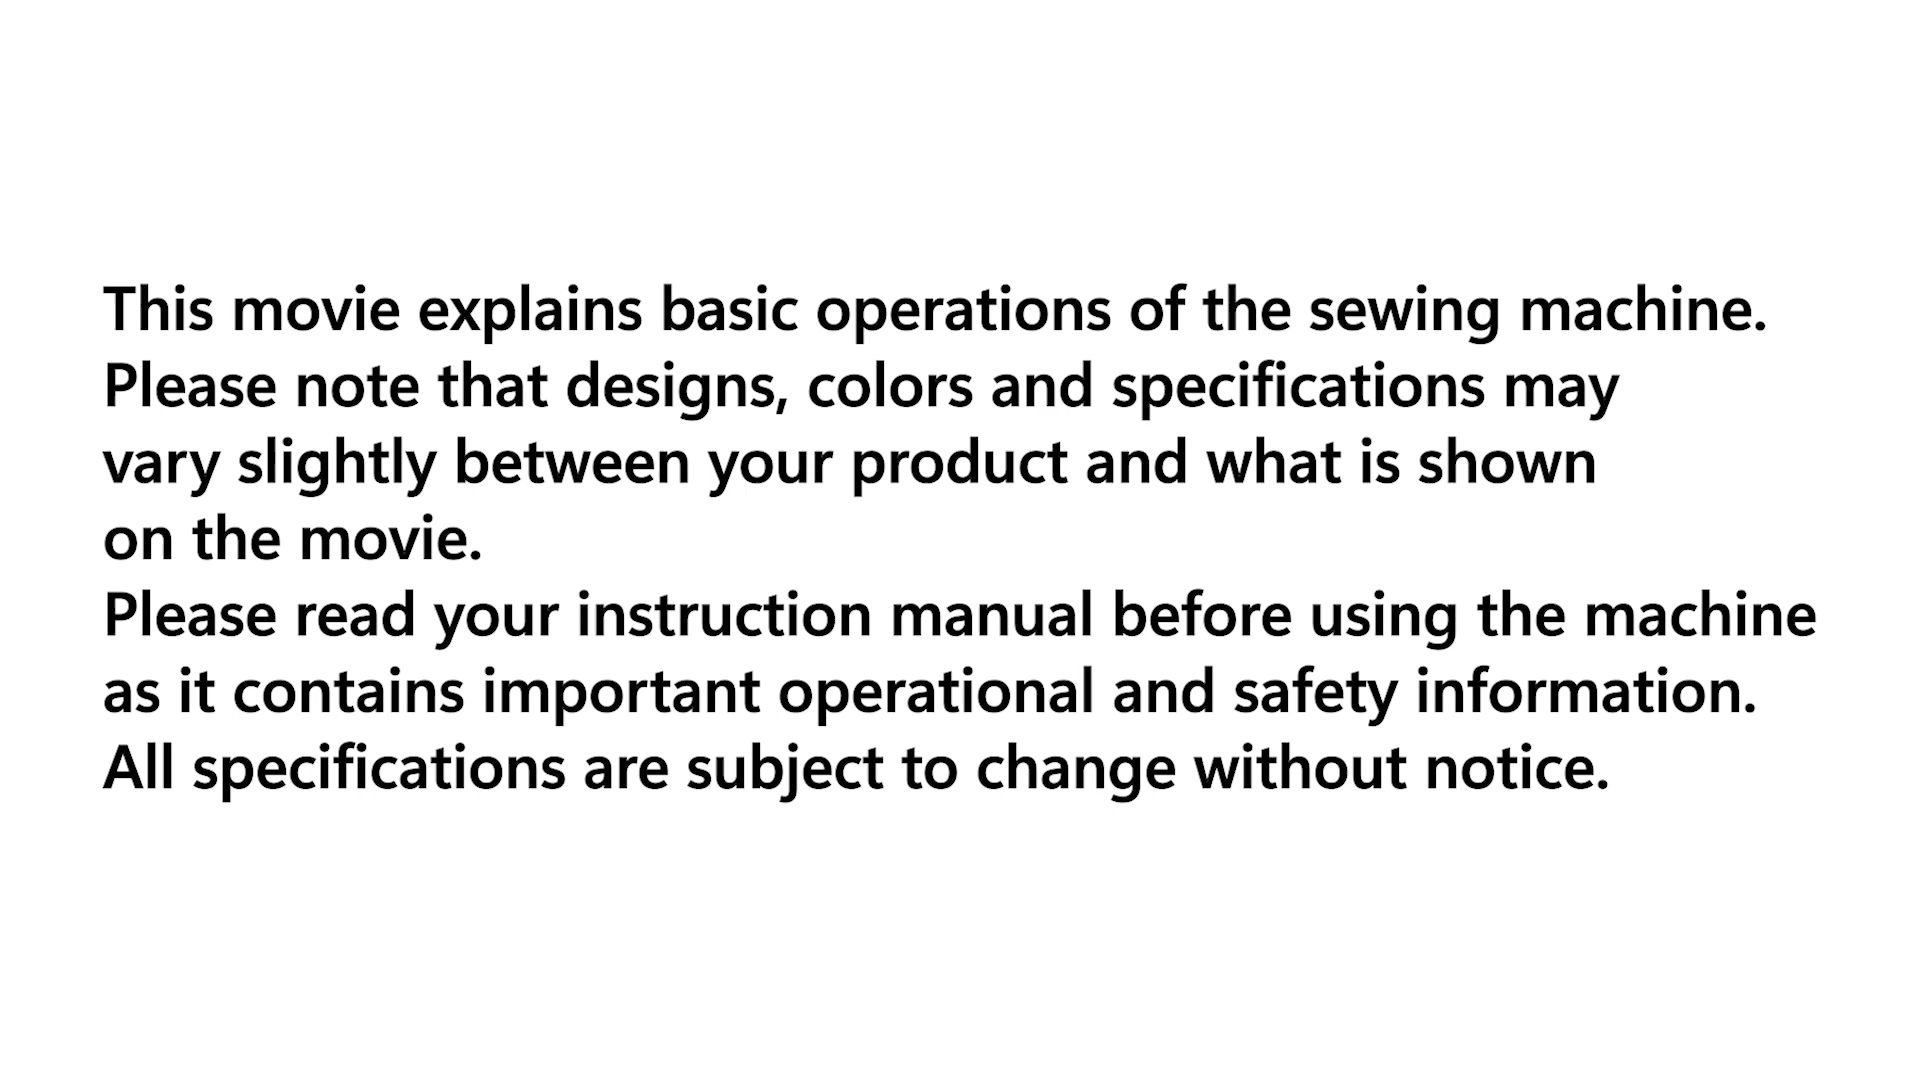 This movie explains basic operations of the sewing machine.
Please note that designs, colors and specifications may
vary slightly between your product and what is shown
on the movie.
Please read your instruction manual before using the machine
as it contains important operational and safety information.
All specifications are subject to change without notice.